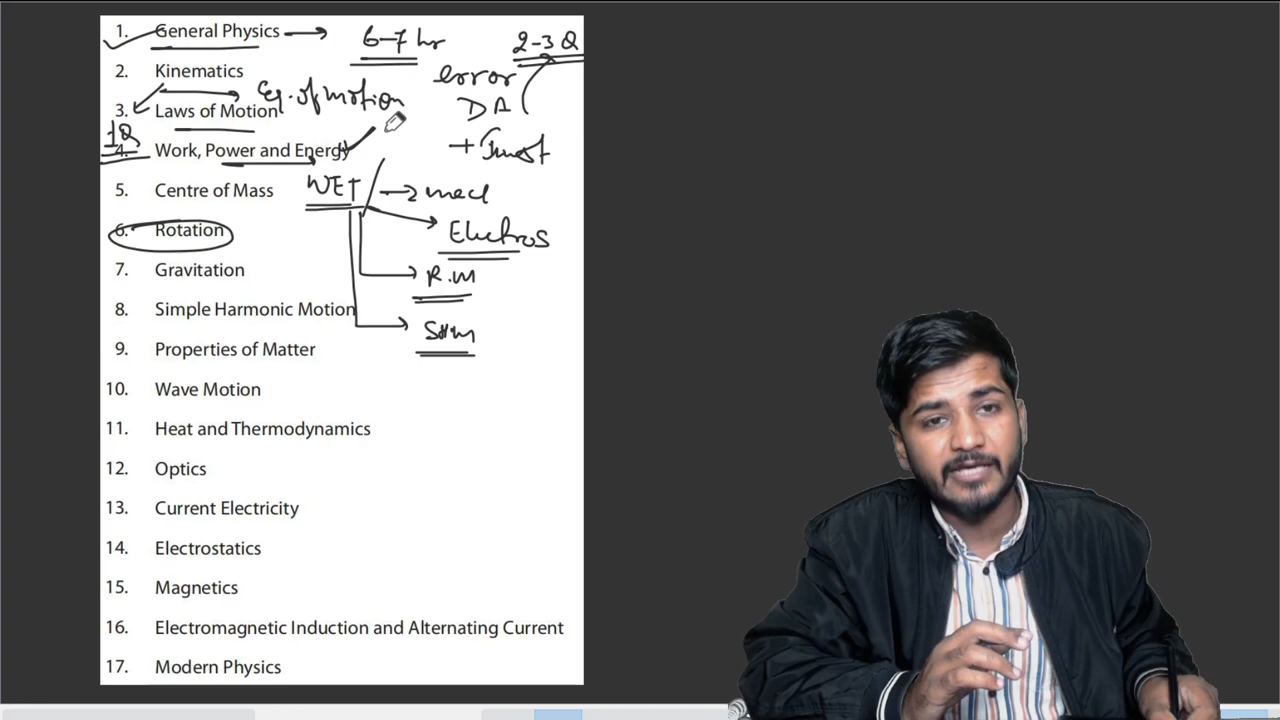 1. General Physics → 6-7 hr 2-3 Q
2. Kinematics error
Eq. of motion DA
3. Laws of Motion
1Q + Inst
4. Work, Power and Energy
5. Centre of Mass WET → mecl
6. Rotation Electros
7. Gravitation R.M
8. Simple Harmonic Motion SHM
9. Properties of Matter
10. Wave Motion
11. Heat and Thermodynamics
12. Optics
13. Current Electricity
14. Electrostatics
15. Magnetics
16. Electromagnetic Induction and Alternating Current
17. Modern Physics